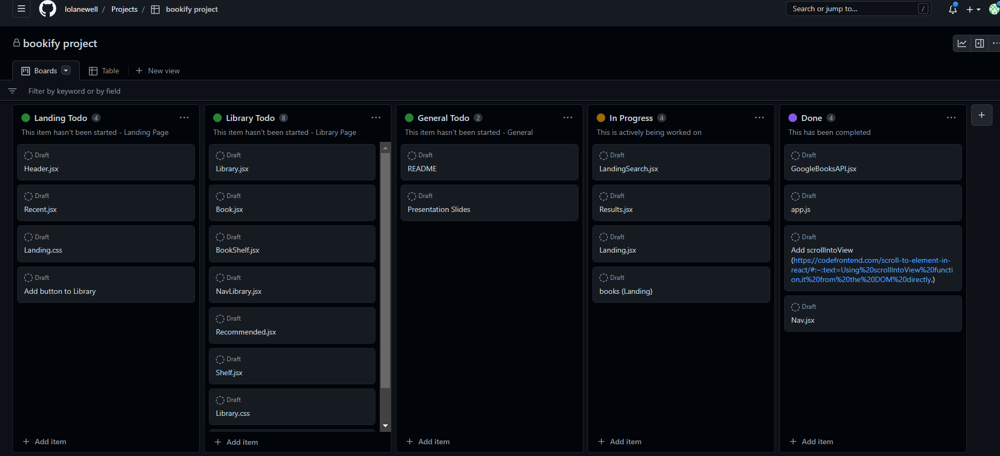 lolanewell / Projects / bookify project
Search or jump to... /
bookify project
Boards Table New view
Filter by keyword or by field
Landing Todo 4
This item hasn't been started - Landing Page
Draft
Header.jsx
Draft
Recent.jsx
Draft
Landing.css
Draft
Add button to Library
Add item
Library Todo 8
This item hasn't been started - Library Page
Draft
Library.jsx
Draft
Book.jsx
Draft
BookShelf.jsx
Draft
NavLibrary.jsx
Draft
Recommended.jsx
Draft
Shelf.jsx
Draft
Library.css
Add item
General Todo 2
This item hasn't been started - General
Draft
README
Draft
Presentation Slides
Add item
In Progress 4
This is actively being worked on
Draft
LandingSearch.jsx
Draft
Results.jsx
Draft
Landing.jsx
Draft
books (Landing)
Add item
Done 4
This has been completed
Draft
GoogleBooksAPI.jsx
Draft
app.js
Draft
Add scrollIntoView
(https://codefrontend.com/scroll-to-element-in-
react/#:~:text=Using%20scrollIntoView%20functi
on,it%20from%20the%20DOM%20directly.)
Draft
Nav.jsx
Add item